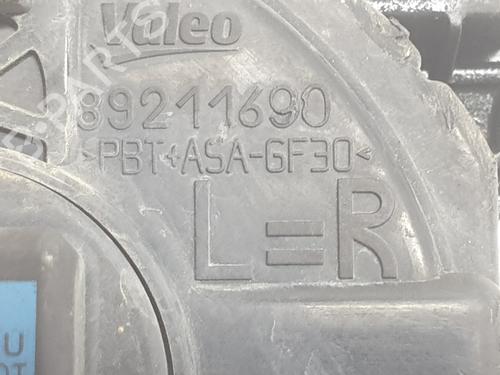 Valeo
89211690
>PBT+ASA-GF30<
L=R
U